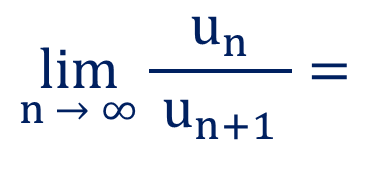 lim uₙ / uₙ₊₁ =
n → ∞